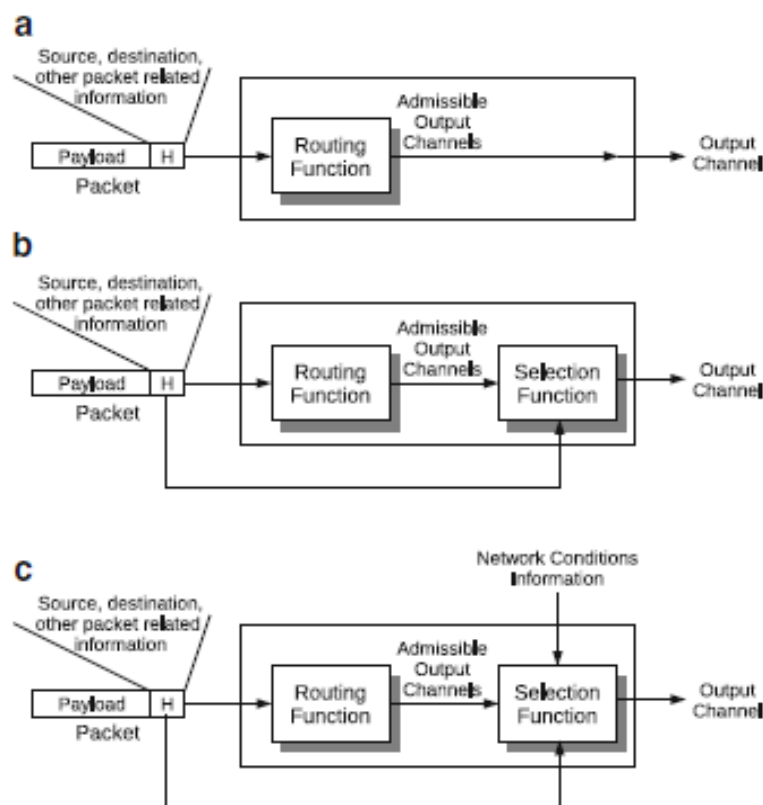 a
Source, destination,
other packet related
information
Payload H
Packet
Routing
Function
Admissible
Output
Channels
Output
Channel
b
Source, destination,
other packet related
information
Payload H
Packet
Routing
Function
Admissible
Output
Channels
Selection
Function
Output
Channel
c
Network Conditions
Information
Source, destination,
other packet related
information
Payload H
Packet
Routing
Function
Admissible
Output
Channels
Selection
Function
Output
Channel